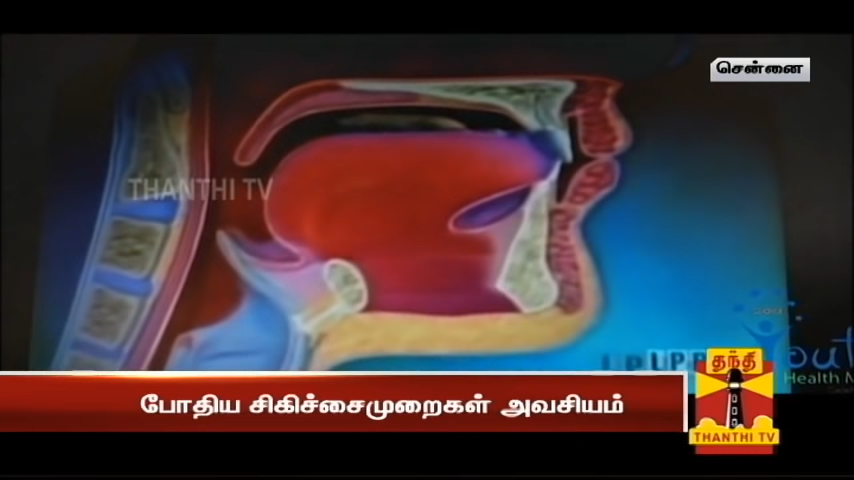 சென்னை
THANTHI TV
Health M
போதிய சிகிச்சைமுறைகள் அவசியம்
தந்தி
THANTHI TV